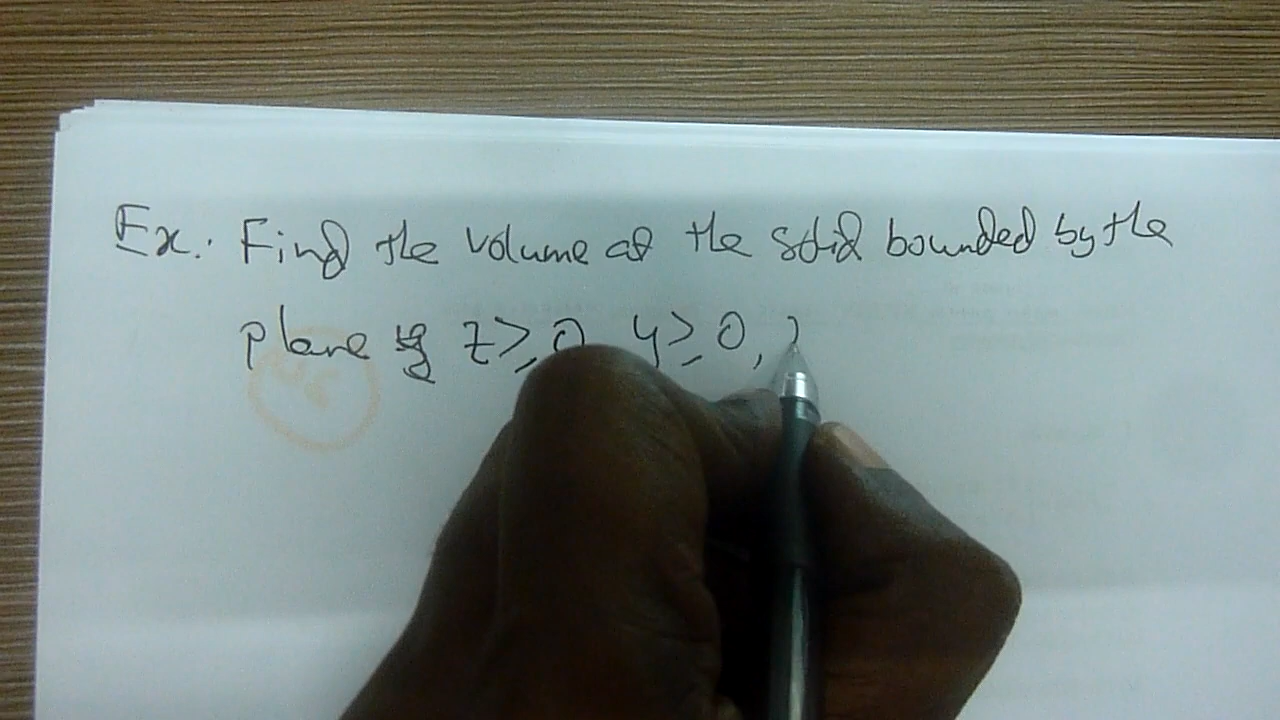 Ex: Find the volume of the solid bounded by the
plane z ≥ 0, y ≥ 0,